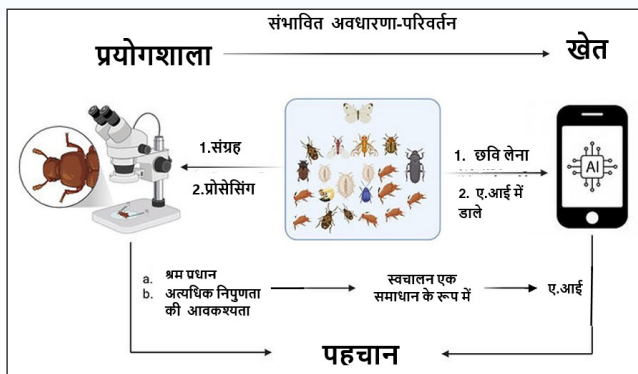 संभावित अवधारणा-परिवर्तन
प्रयोगशाला
खेत
1.संग्रह
2.प्रोसेसिंग
1. छवि लेना
2. ए.आई में
डाले
AI
a. श्रम प्रधान
b. अत्यधिक निपुणता
की आवकश्यता
स्वचालन एक
समाधान के रूप में
ए.आई
पहचान